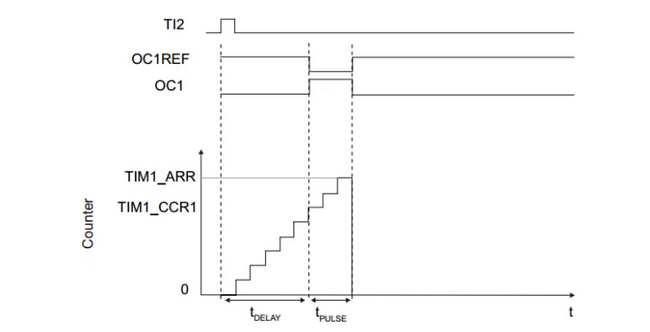 TI2
OC1REF
OC1
TIM1_ARR
TIM1_CCR1
Counter
0
tDELAY
tPULSE
t